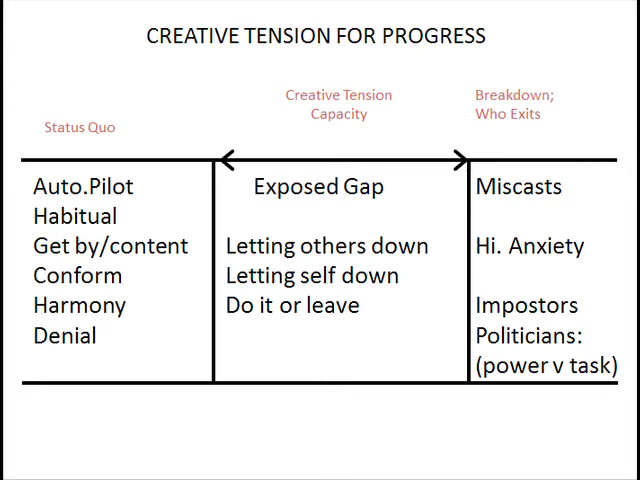 CREATIVE TENSION FOR PROGRESS
Status Quo
Creative Tension
Capacity
Breakdown;
Who Exits
Auto.Pilot
Habitual
Get by/content
Conform
Harmony
Denial
Exposed Gap
Letting others down
Letting self down
Do it or leave
Miscasts
Hi. Anxiety
Impostors
Politicians:
(power v task)